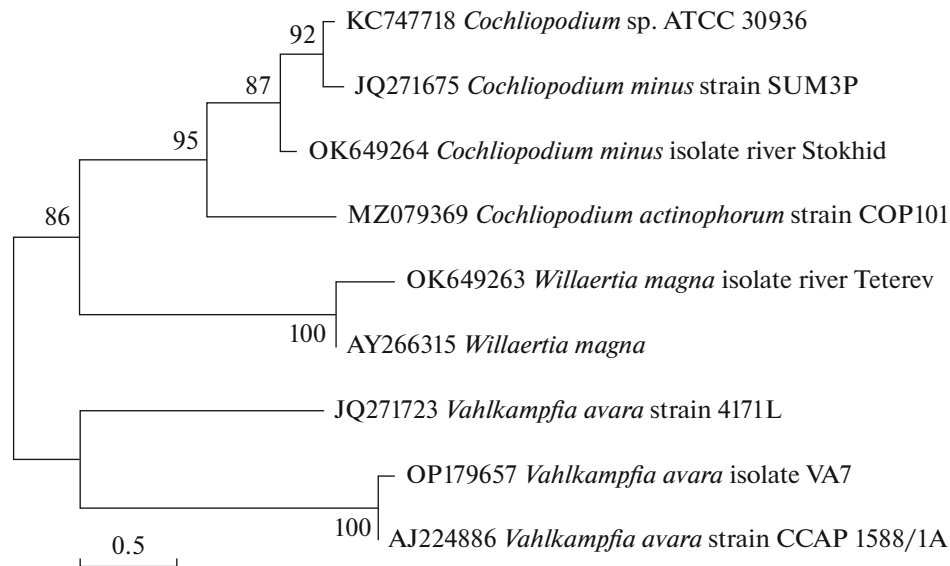 KC747718 Cochliopodium sp. ATCC 30936
92
JQ271675 Cochliopodium minus strain SUM3P
87
OK649264 Cochliopodium minus isolate river Stokhid
95
MZ079369 Cochliopodium actinophorum strain COP101
86
OK649263 Willaertia magna isolate river Teterev
100
AY266315 Willaertia magna
JQ271723 Vahlkampfia avara strain 4171L
OP179657 Vahlkampfia avara isolate VA7
100
AJ224886 Vahlkampfia avara strain CCAP 1588/1A
0.5